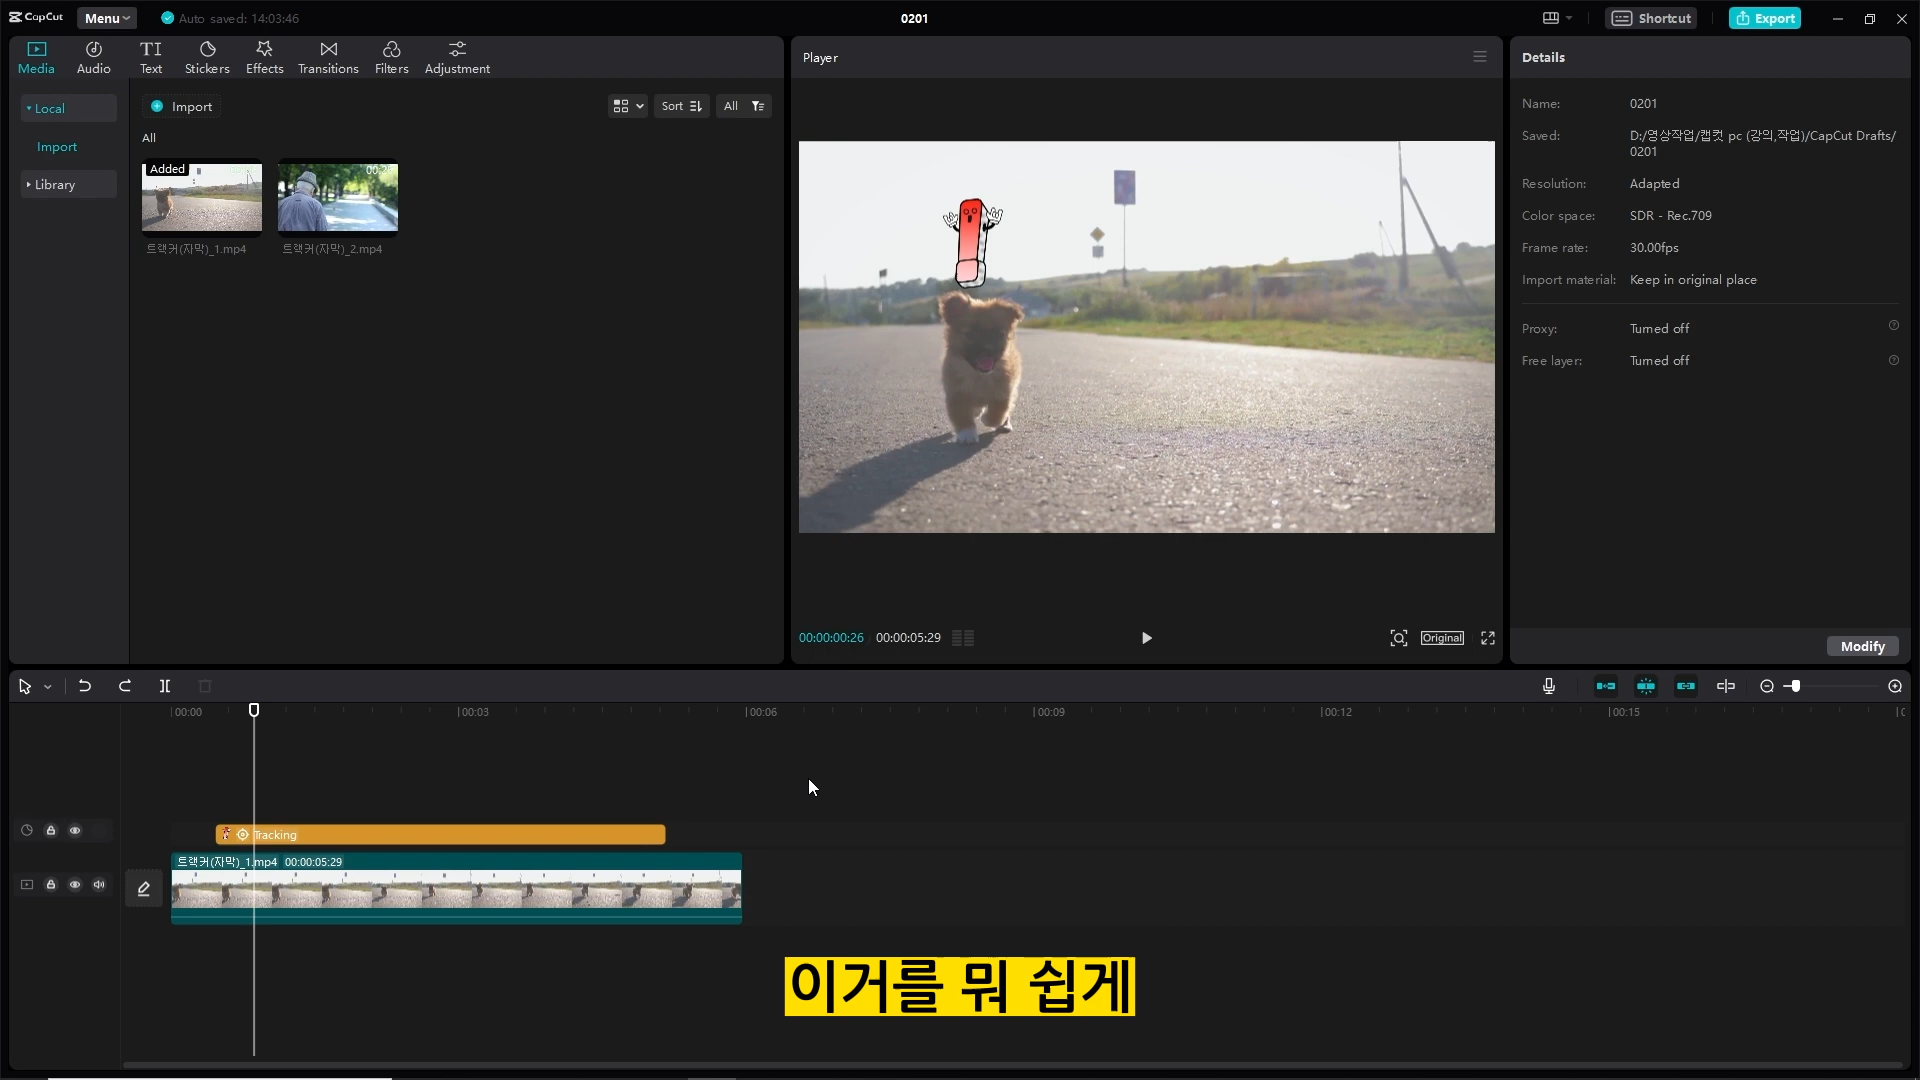 CapCut
Menu
Auto saved: 14:03:46
0201
Shortcut
Export
Media
Audio
Text
Stickers
Effects
Transitions
Filters
Adjustment
Local
Import
Library
Import
Sort
All
All
Added
트랙커(자막)_1.mp4
트랙커(자막)_2.mp4
Player
00:00:00:26
00:00:05:29
Original
Details
Name: 0201
Saved: D:/영상작업/캡컷 pc (강의,작업)/CapCut Drafts/
0201
Resolution: Adapted
Color space: SDR - Rec.709
Frame rate: 30.00fps
Import material: Keep in original place
Proxy: Turned off
Free layer: Turned off
Modify
00:00
00:03
00:06
00:09
00:12
00:15
Tracking
트랙커(자막)_1.mp4 00:00:05:29
이거를 뭐 쉽게